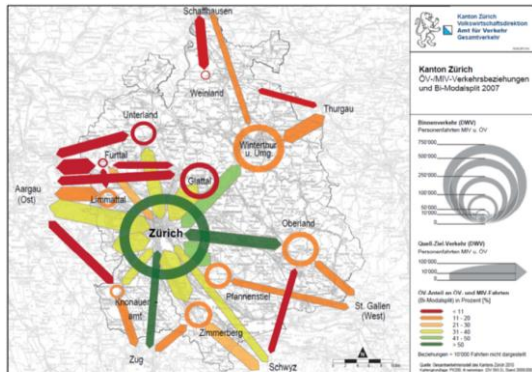 Schaffhausen
Weinland
Thurgau
Unterland
Winterthur
u. Umg.
Furttal
Glattal
Aargau
(Ost)
Limmattal
Zürich
Oberland
Pfannenstiel
Knonauer-
amt
Zimmerberg
St. Gallen
(West)
Zug
Schwyz
Kanton Zürich
Volkswirtschaftsdirektion
Amt für Verkehr
Gesamtverkehr
Kanton Zürich
ÖV-/MIV-Verkehrsbeziehungen
und Bi-Modalsplit 2007
Binnenverkehr (DWV)
Personenfahrten MIV u. ÖV
750'000
500'000
250'000
100'000
50'000
10'000
Quell-Ziel-Verkehr (DWV)
Personenfahrten MIV u. ÖV
100'000
10'000
ÖV-Anteil an ÖV- und MIV-Fahrten
(Bi-Modalsplit) in Prozent [%]
< 11
11 - 20
21 - 30
31 - 40
41 - 50
> 50
Beziehungen < 10'000 Fahrten nicht dargestellt